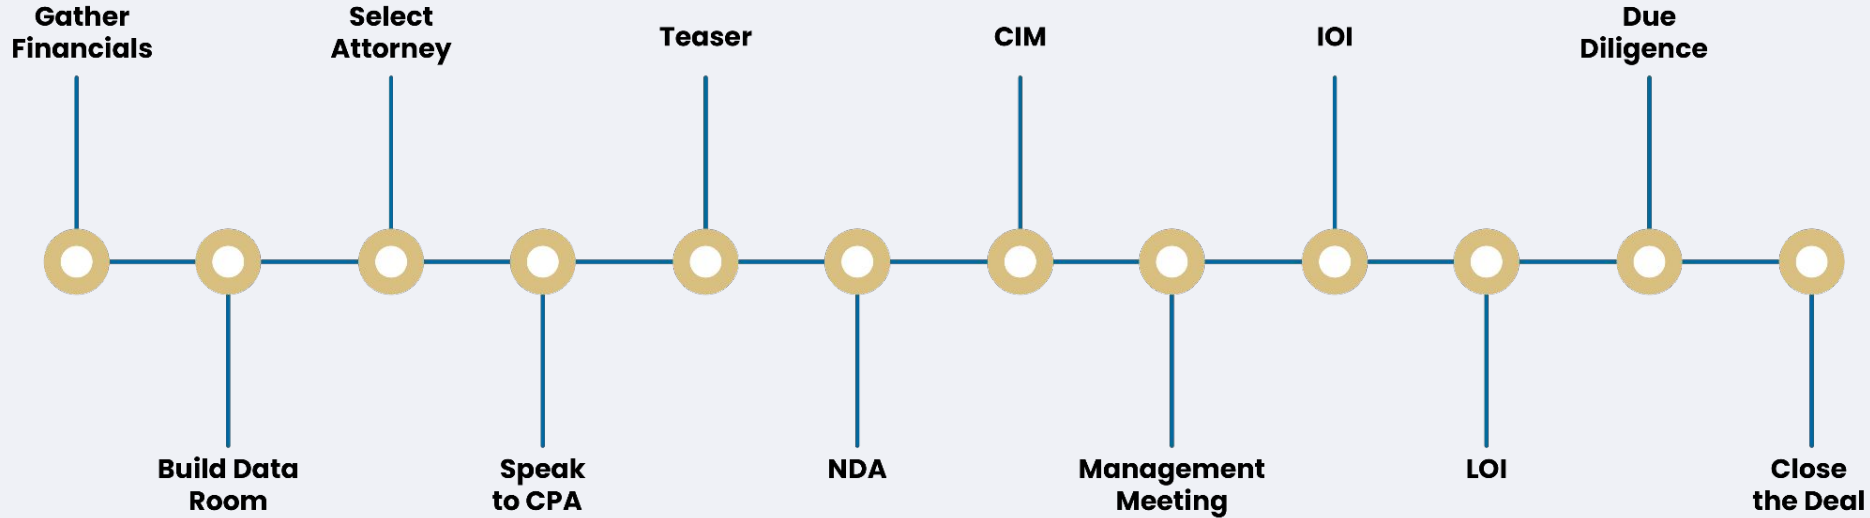 Gather
Financials
Build Data
Room
Select
Attorney
Speak
to CPA
Teaser
NDA
CIM
Management
Meeting
IOI
LOI
Due
Diligence
Close
the Deal